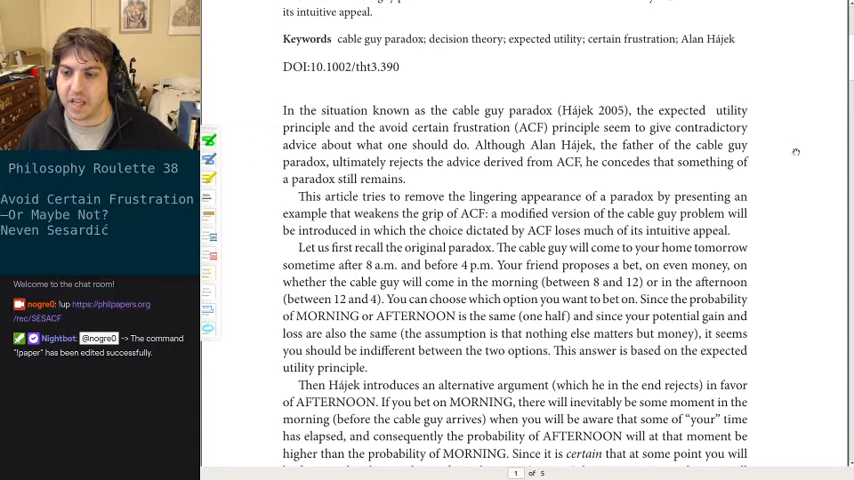 its intuitive appeal.
Keywords cable guy paradox; decision theory; expected utility; certain frustration; Alan Hájek
DOI:10.1002/tht3.390
In the situation known as the cable guy paradox (Hájek 2005), the expected utility
principle and the avoid certain frustration (ACF) principle seem to give contradictory
advice about what one should do. Although Alan Hájek, the father of the cable guy
paradox, ultimately rejects the advice derived from ACF, he concedes that something of
a paradox still remains.
This article tries to remove the lingering appearance of a paradox by presenting an
example that weakens the grip of ACF: a modified version of the cable guy problem will
be introduced in which the choice dictated by ACF loses much of its intuitive appeal.
Let us first recall the original paradox. The cable guy will come to your home tomorrow
sometime after 8 a.m. and before 4 p.m. Your friend proposes a bet, on even money, on
whether the cable guy will come in the morning (between 8 and 12) or in the afternoon
(between 12 and 4). You can choose which option you want to bet on. Since the probability
of MORNING or AFTERNOON is the same (one half) and since your potential gain and
loss are also the same (the assumption is that nothing else matters but money), it seems
you should be indifferent between the two options. This answer is based on the expected
utility principle.
Then Hájek introduces an alternative argument (which he in the end rejects) in favor
of AFTERNOON. If you bet on MORNING, there will inevitably be some moment in the
morning (before the cable guy arrives) when you will be aware that some of “your” time
has elapsed, and consequently the probability of AFTERNOON will at that moment be
higher than the probability of MORNING. Since it is certain that at some point you will
1 of 5
Philosophy Roulette 38
Avoid Certain Frustration
—Or Maybe Not?
Neven Sesardić
Welcome to the chat room!
nogre0: !up https://philpapers.org
/rec/SESACF
Nightbot: @nogre0 -> The command
"!paper" has been edited successfully.